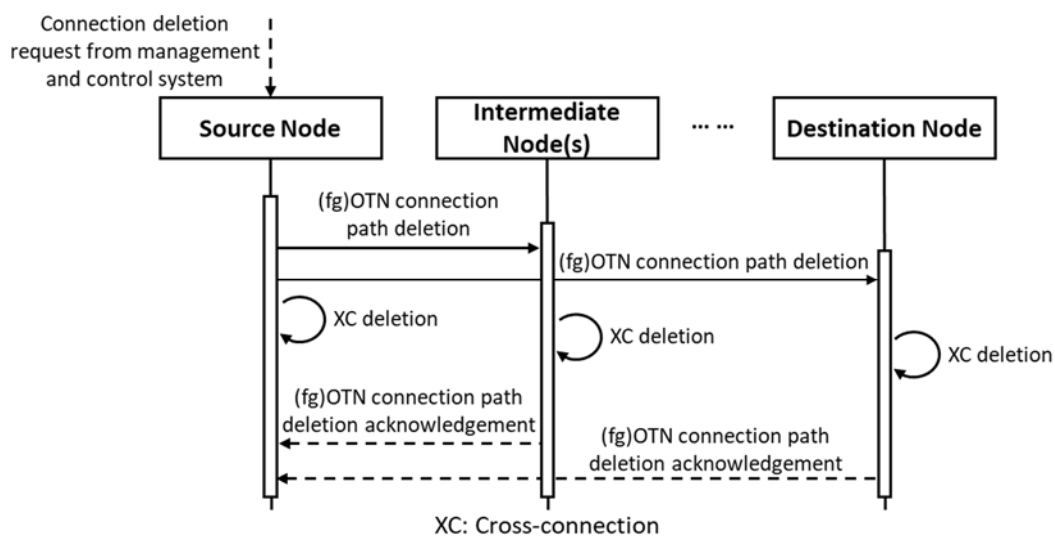 Connection deletion
request from management
and control system
Source Node
Intermediate
Node(s)
... ...
Destination Node
(fg)OTN connection
path deletion
(fg)OTN connection path deletion
XC deletion
XC deletion
XC deletion
(fg)OTN connection path
deletion acknowledgement
(fg)OTN connection path
deletion acknowledgement
XC: Cross-connection